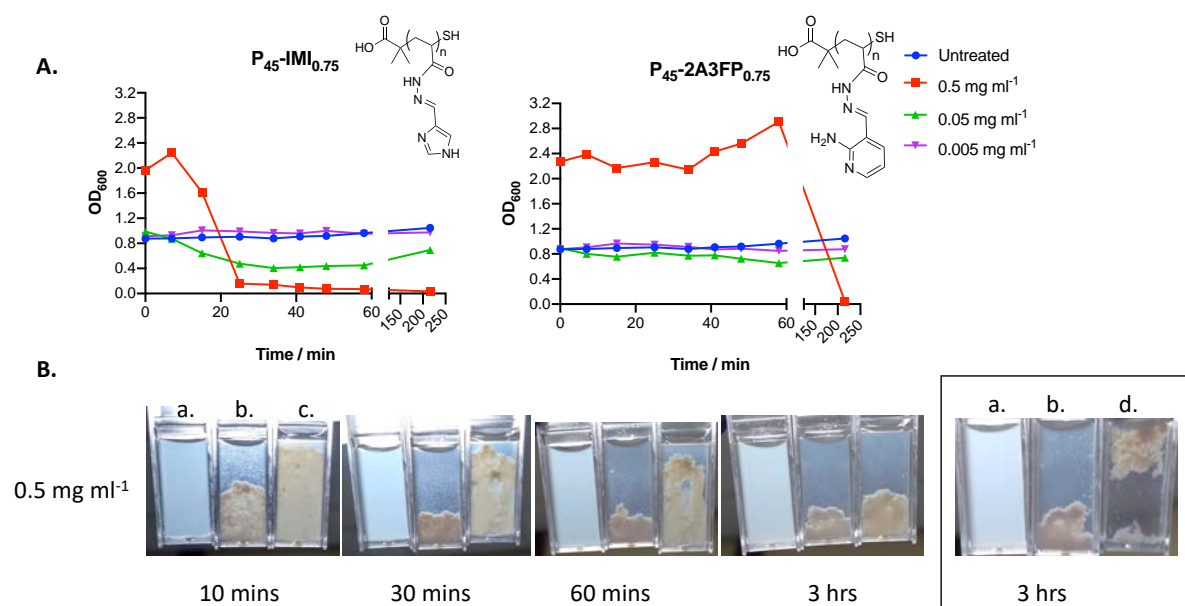 A.
P45-IMI0.75
HO
O
SH
n
O
NH
N
N
NH
P45-2A3FP0.75
HO
O
SH
n
O
NH
N
NH2
N
Untreated
0.5 mg ml-1
0.05 mg ml-1
0.005 mg ml-1
OD600
3.2
2.8
2.4
2.0
1.6
1.2
0.8
0.4
0.0
0 20 40 60 150 200 250
Time / min
OD600
3.2
2.8
2.4
2.0
1.6
1.2
0.8
0.4
0.0
0 20 40 60 150 200 250
Time / min
B.
a. b. c.
a. b. d.
0.5 mg ml-1
10 mins 30 mins 60 mins 3 hrs 3 hrs